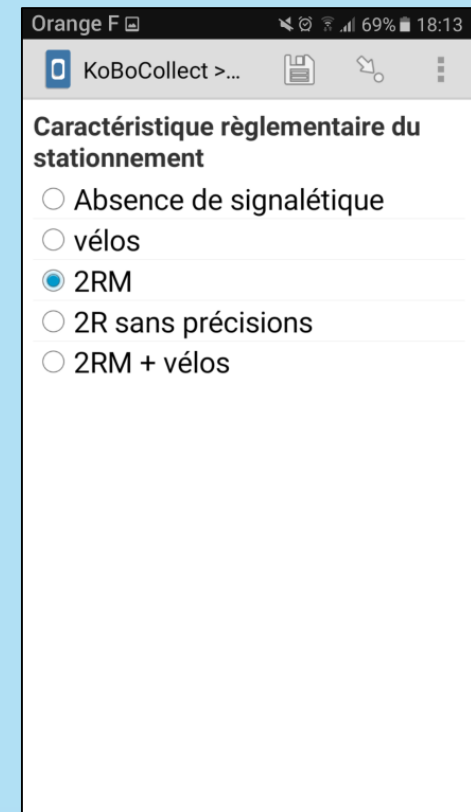 Orange F 69% 18:13
KoBoCollect >...
Caractéristique règlementaire du
stationnement
Absence de signalétique
vélos
2RM
2R sans précisions
2RM + vélos